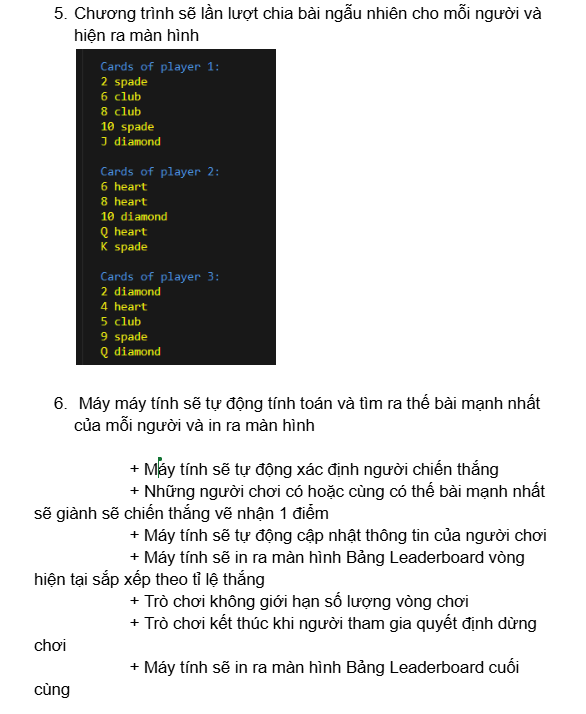 5. Chương trình sẽ lần lượt chia bài ngẫu nhiên cho mỗi người và
hiện ra màn hình
Cards of player 1:
2 spade
6 club
8 club
10 spade
J diamond
Cards of player 2:
6 heart
8 heart
10 diamond
Q heart
K spade
Cards of player 3:
2 diamond
4 heart
5 club
9 spade
Q diamond
6. Máy máy tính sẽ tự động tính toán và tìm ra thế bài mạnh nhất
của mỗi người và in ra màn hình
+ Máy tính sẽ tự động xác định người chiến thắng
+ Những người chơi có hoặc cùng có thế bài mạnh nhất
sẽ giành sẽ chiến thắng vẽ nhận 1 điểm
+ Máy tính sẽ tự động cập nhật thông tin của người chơi
+ Máy tính sẽ in ra màn hình Bảng Leaderboard vòng
hiện tại sắp xếp theo tỉ lệ thắng
+ Trò chơi không giới hạn số lượng vòng chơi
+ Trò chơi kết thúc khi người tham gia quyết định dừng
chơi
+ Máy tính sẽ in ra màn hình Bảng Leaderboard cuối
cùng